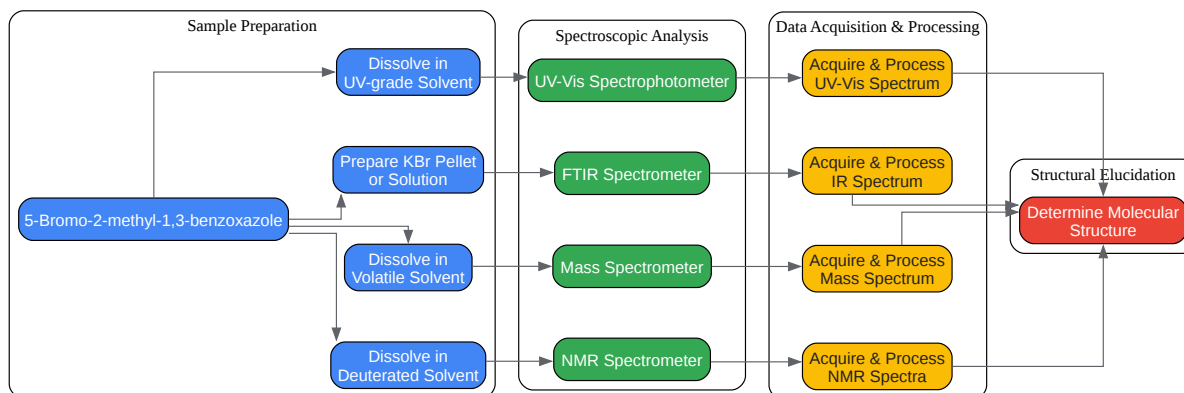 Sample Preparation
Spectroscopic Analysis
Data Acquisition & Processing
Dissolve in
UV-grade Solvent
UV-Vis Spectrophotometer
Acquire & Process
UV-Vis Spectrum
Prepare KBr Pellet
or Solution
FTIR Spectrometer
Acquire & Process
IR Spectrum
Structural Elucidation
5-Bromo-2-methyl-1,3-benzoxazole
Determine Molecular
Structure
Dissolve in
Volatile Solvent
Mass Spectrometer
Acquire & Process
Mass Spectrum
Dissolve in
Deuterated Solvent
NMR Spectrometer
Acquire & Process
NMR Spectra